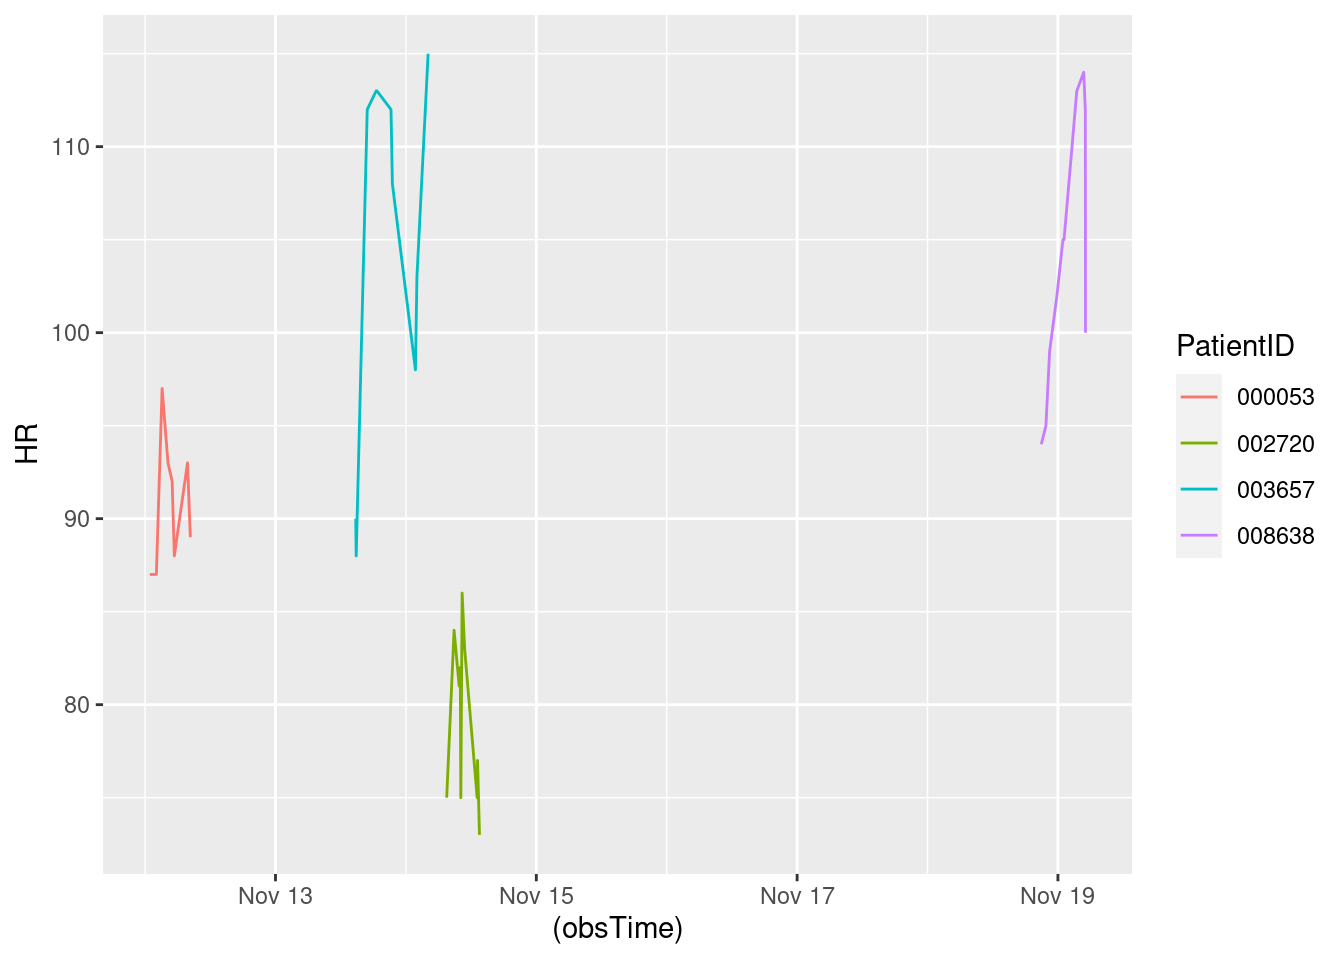 110
100
90
80
HR
Nov 13
Nov 15
Nov 17
Nov 19
(obsTime)
PatientID
000053
002720
003657
008638